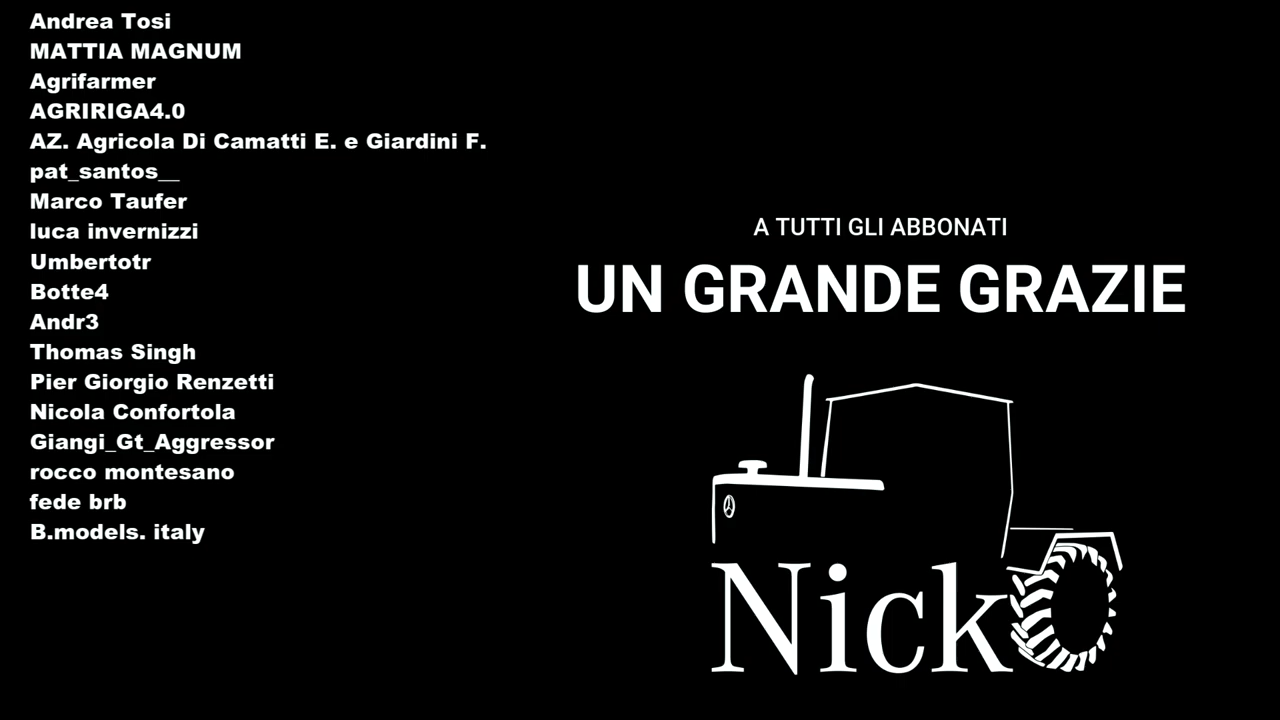 Andrea Tosi
MATTIA MAGNUM
Agrifarmer
AGRIRIGA4.0
AZ. Agricola Di Camatti E. e Giardini F.
pat_santos__
Marco Taufer
luca invernizzi
Umbertotr
Botte4
Andr3
Thomas Singh
Pier Giorgio Renzetti
Nicola Confortola
Giangi_Gt_Aggressor
rocco montesano
fede brb
B.models. italy
A TUTTI GLI ABBONATI
UN GRANDE GRAZIE
Nicko